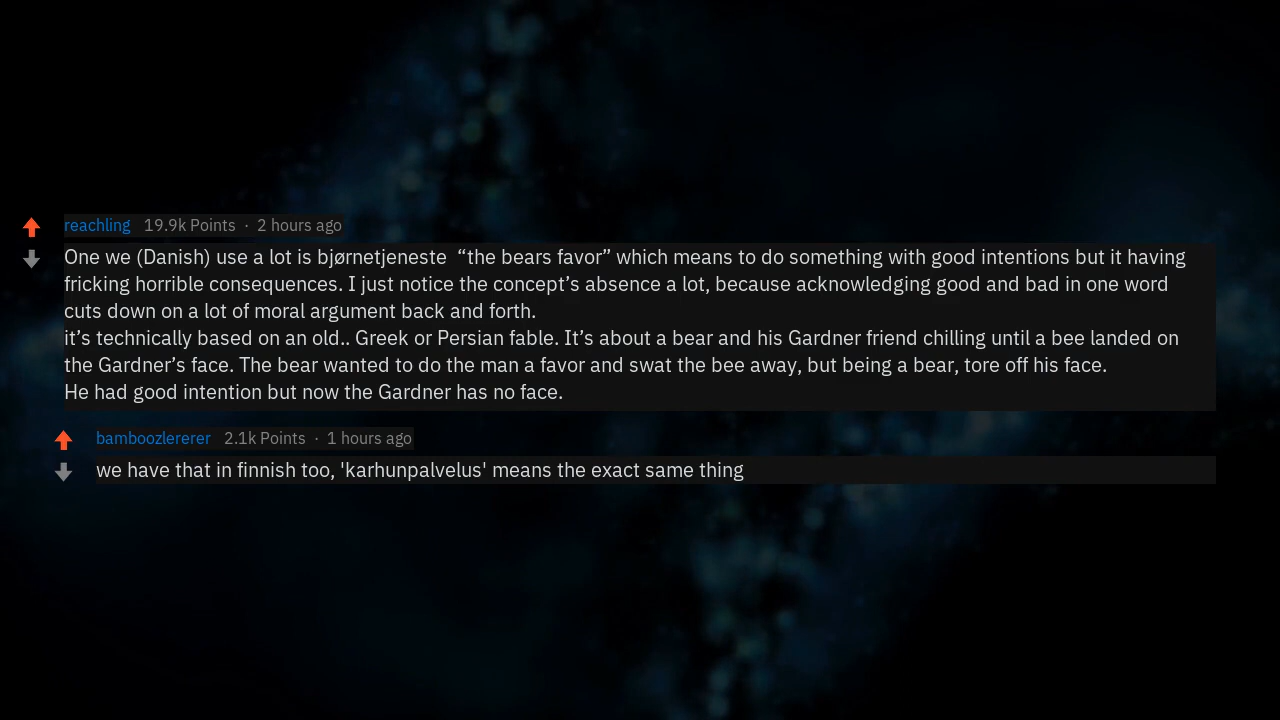 reachling 19.9k Points · 2 hours ago
One we (Danish) use a lot is bjørnetjeneste “the bears favor” which means to do something with good intentions but it having
fricking horrible consequences. I just notice the concept’s absence a lot, because acknowledging good and bad in one word
cuts down on a lot of moral argument back and forth.
it’s technically based on an old.. Greek or Persian fable. It’s about a bear and his Gardner friend chilling until a bee landed on
the Gardner’s face. The bear wanted to do the man a favor and swat the bee away, but being a bear, tore off his face.
He had good intention but now the Gardner has no face.
bamboozlererer 2.1k Points · 1 hours ago
we have that in finnish too, 'karhunpalvelus' means the exact same thing